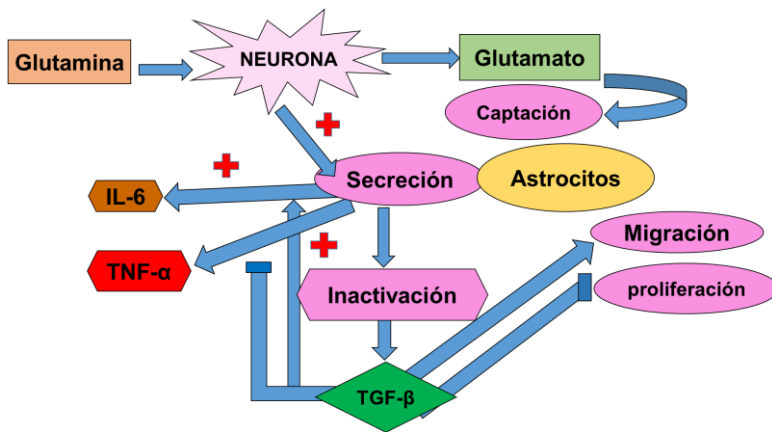 Glutamina
NEURONA
Glutamato
Captación
IL-6
Secreción
Astrocitos
TNF-α
Migración
Inactivación
proliferación
TGF-β